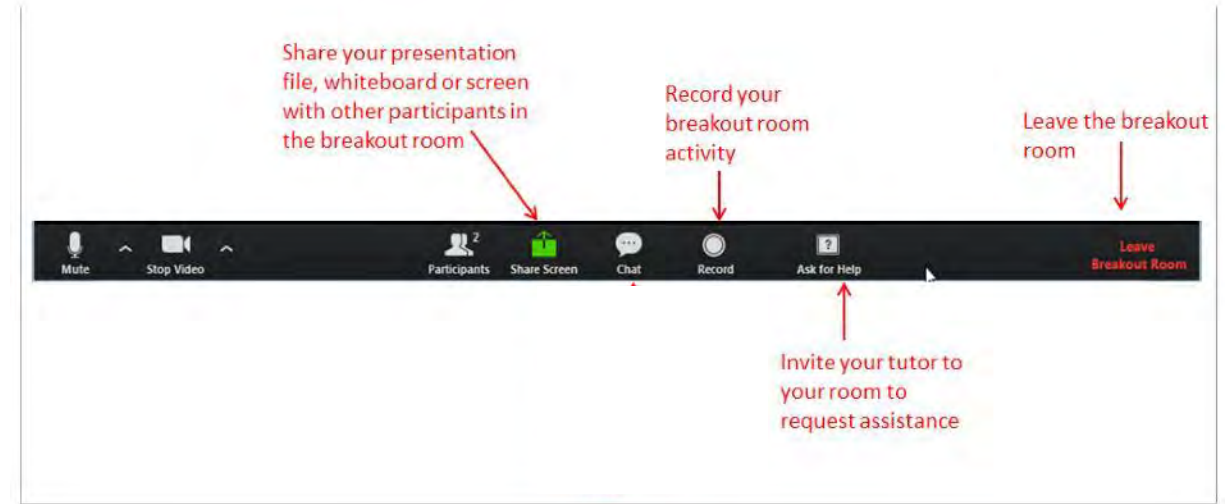 Share your presentation
file, whiteboard or screen
with other participants in
the breakout room
Record your
breakout room
activity
Leave the breakout
room
Mute
Stop Video
2
Participants
Share Screen
Chat
Record
?
Ask for Help
Leave
Breakout Room
Invite your tutor to
your room to
request assistance